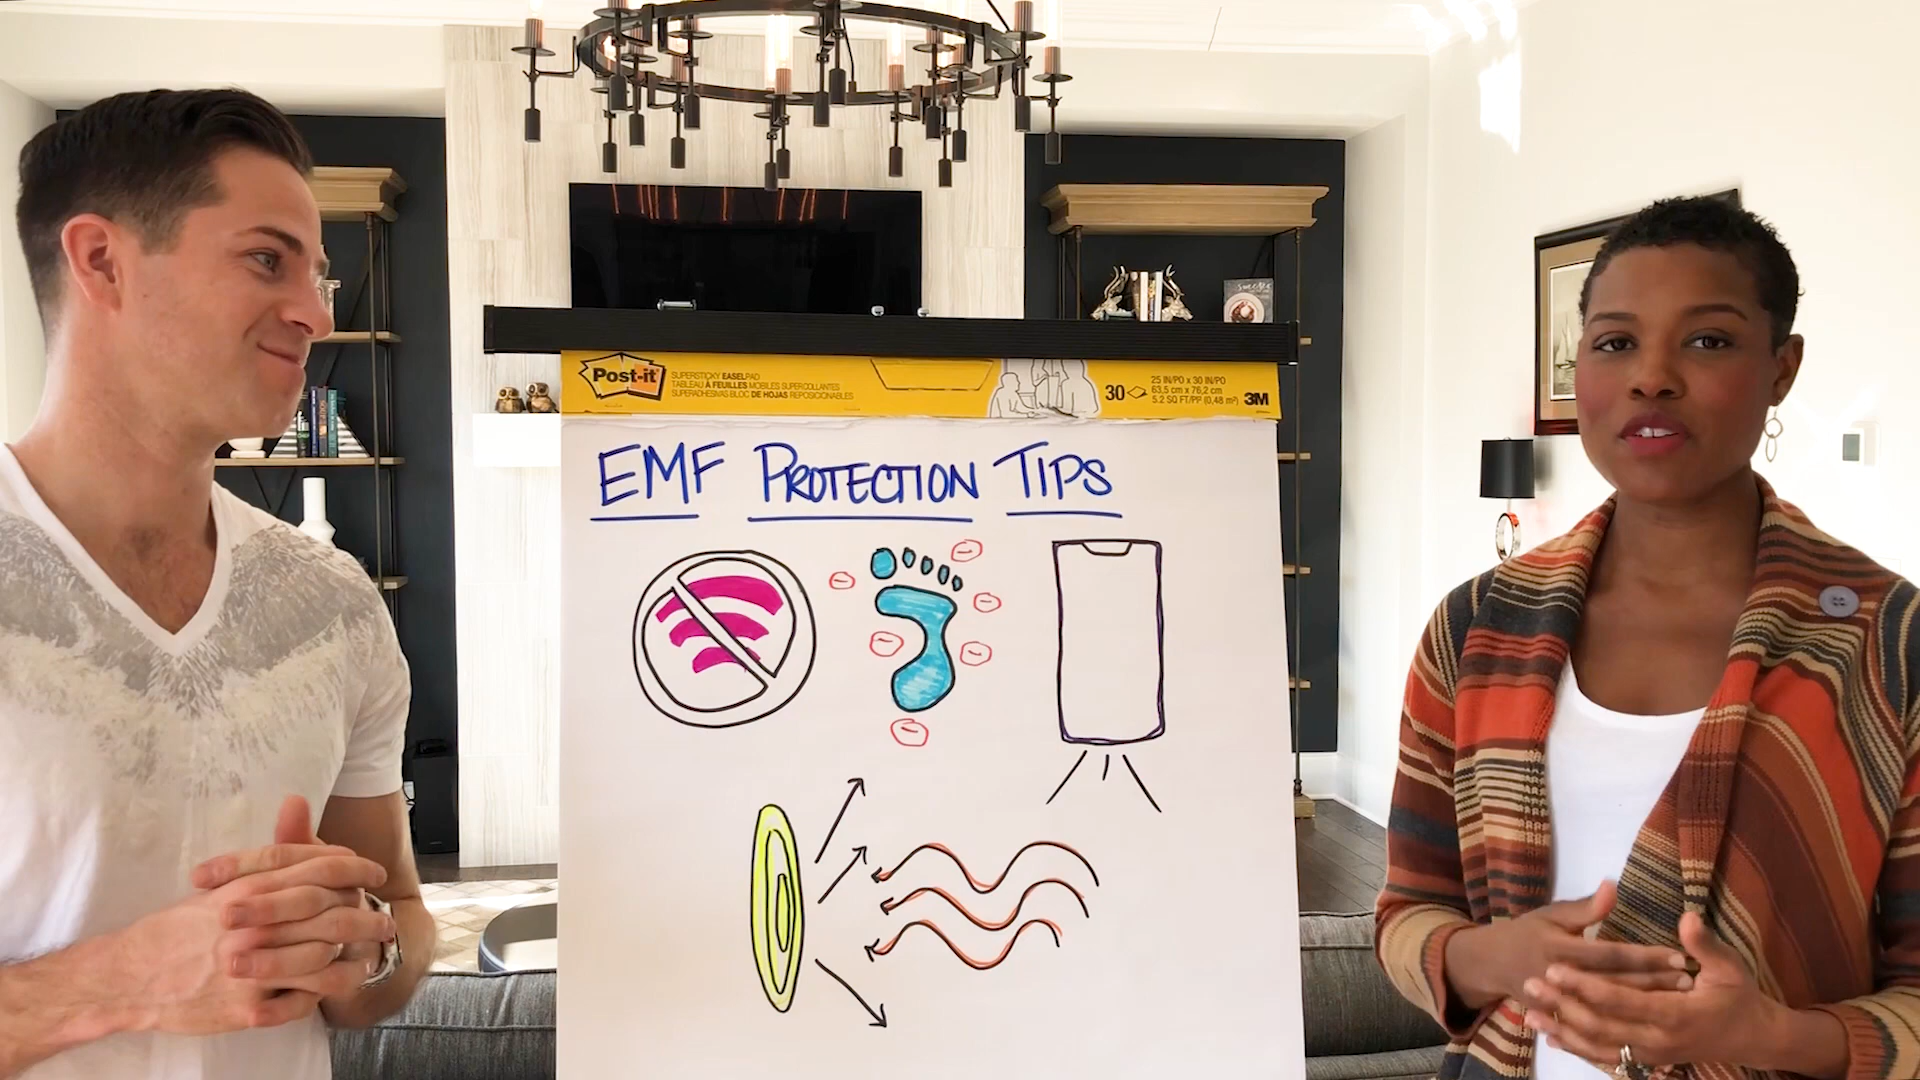 Post-it
SUPERSTICKY EASEL PAD
TABLEAU À FEUILLES MOBILES SUPERCOLLANTES
SUPERADHESIVAS BLOC DE HOJAS REPOSICIONABLES
30
25 IN/PO x 30 IN/PO
63,5 cm x 76,2 cm
5.2 SQ FT/PP (0,48 m²)
3M
EMF PROTECTION TIPS